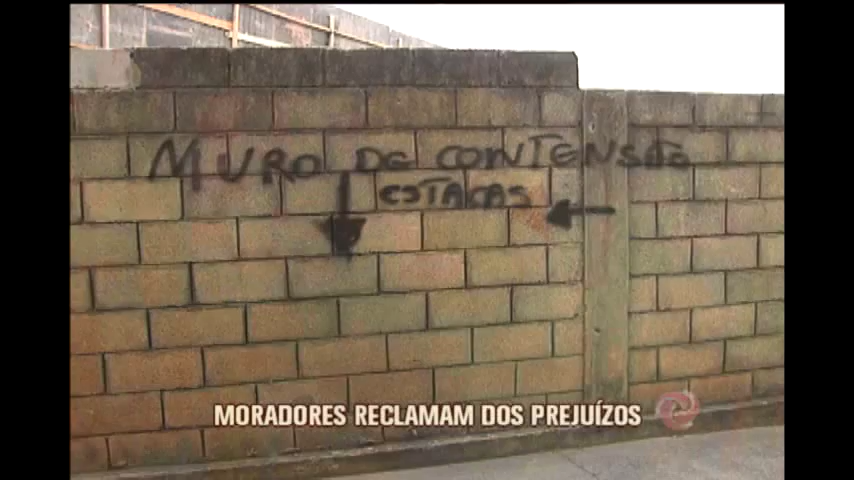 MURO DE CONTENSÃO
ESTACAS
MORADORES RECLAMAM DOS PREJUÍZOS